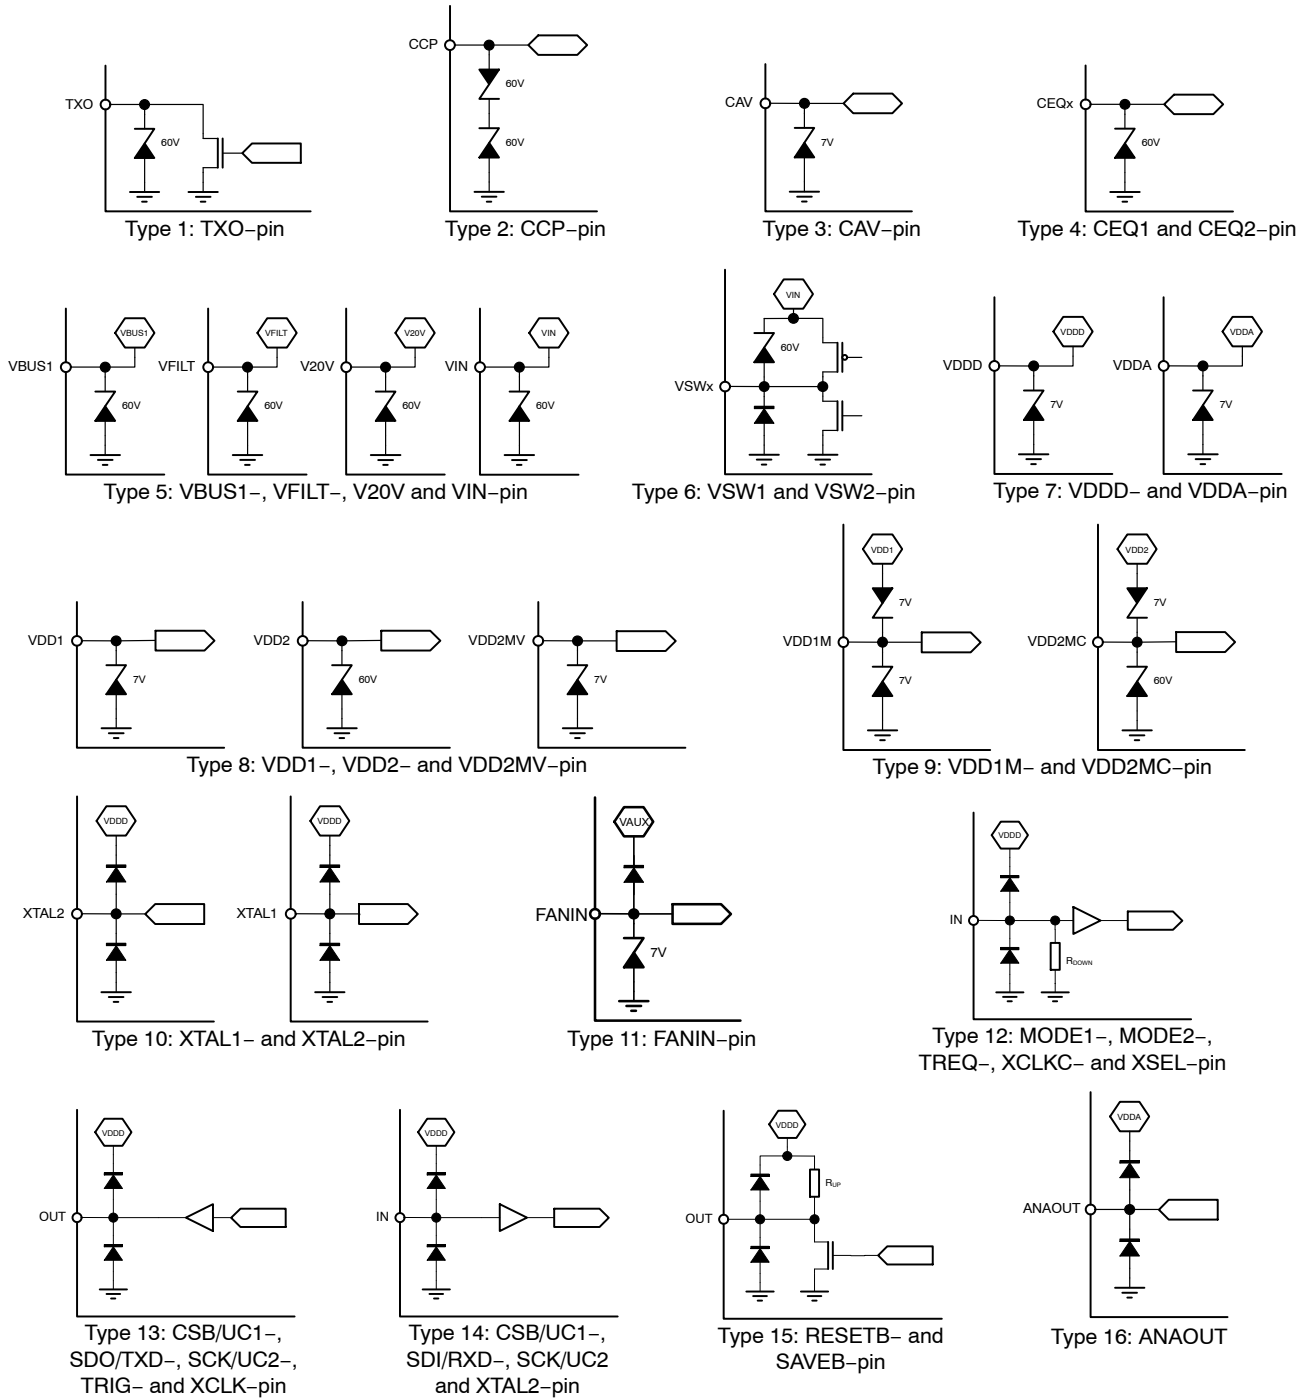 TXO
60V
Type 1: TXO−pin
CCP
60V
60V
Type 2: CCP−pin
CAV
7V
Type 3: CAV−pin
CEQx
60V
Type 4: CEQ1 and CEQ2−pin
VBUS1
VBUS1
60V
VFILT
VFILT
60V
V20V
V20V
60V
VIN
VIN
60V
Type 5: VBUS1−, VFILT−, V20V and VIN−pin
VIN
60V
VSWx
Type 6: VSW1 and VSW2−pin
VDDD
VDDD
7V
VDDA
VDDA
7V
Type 7: VDDD− and VDDA−pin
VDD1
7V
VDD2
60V
VDD2MV
7V
Type 8: VDD1−, VDD2− and VDD2MV−pin
VDD1
7V
VDD1M
7V
VDD2
7V
VDD2MC
60V
Type 9: VDD1M− and VDD2MC−pin
VDDD
XTAL2
VDDD
XTAL1
Type 10: XTAL1− and XTAL2−pin
VAUX
FANIN
7V
Type 11: FANIN−pin
VDDD
IN
RDOWN
Type 12: MODE1−, MODE2−,
TREQ−, XCLKC− and XSEL−pin
VDDD
OUT
Type 13: CSB/UC1−,
SDO/TXD−, SCK/UC2−,
TRIG− and XCLK−pin
VDDD
IN
Type 14: CSB/UC1−,
SDI/RXD−, SCK/UC2
and XTAL2−pin
VDDD
RUP
OUT
Type 15: RESETB− and
SAVEB−pin
VDDA
ANAOUT
Type 16: ANAOUT